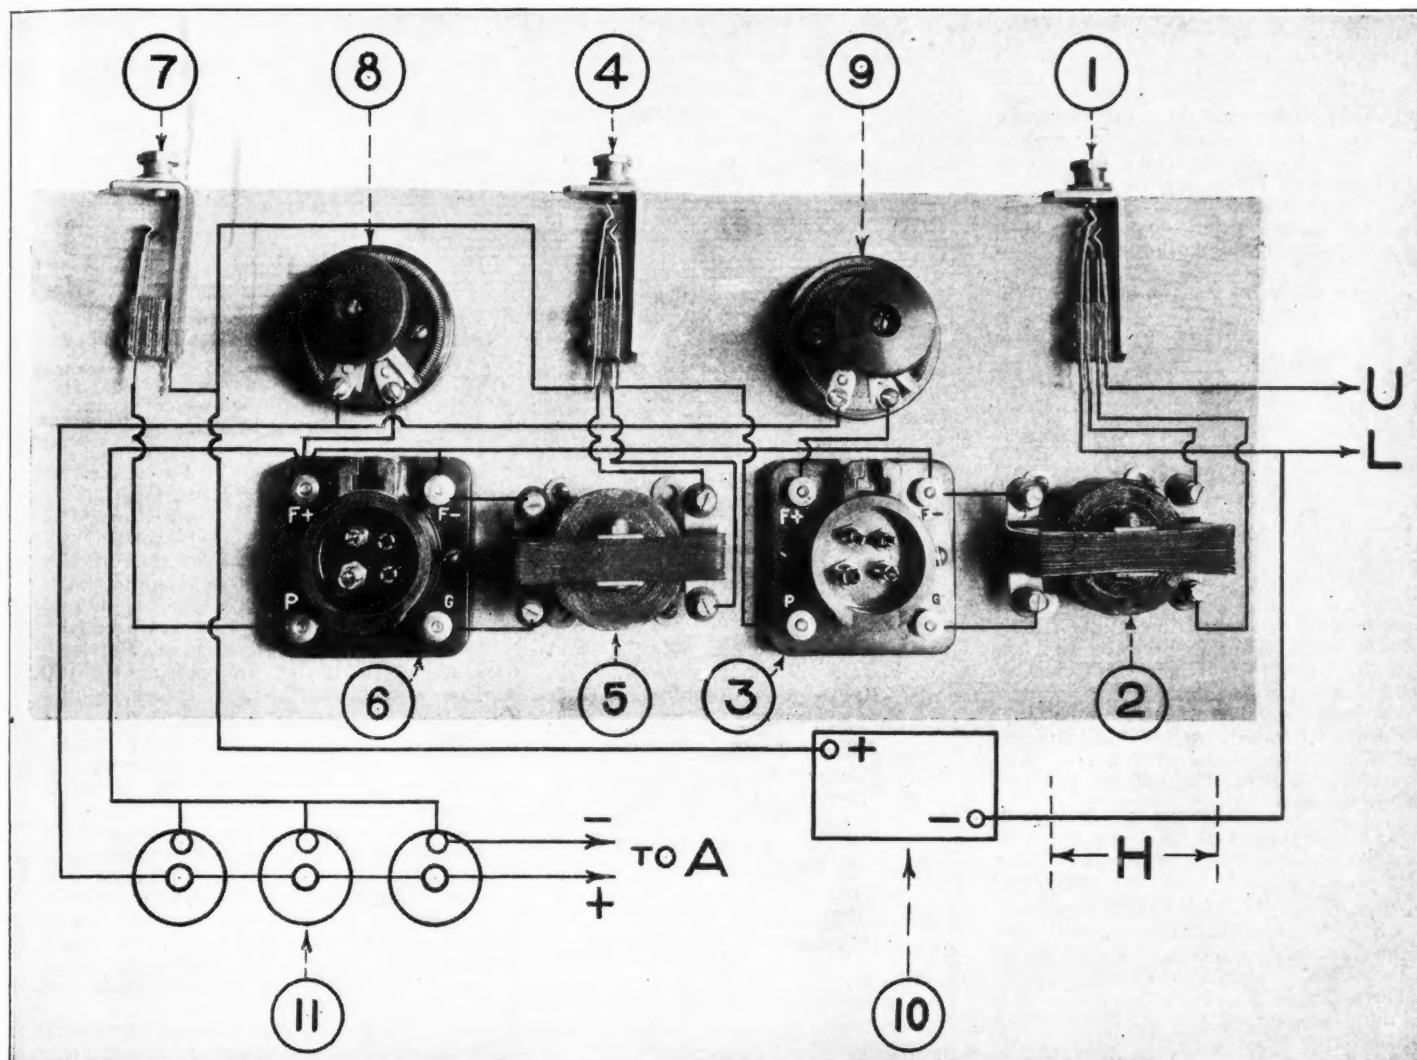 7 8 4 9 1
U
L
F+ F- F+ F-
P G P G
6 5 3 2
+
-
- TO A +
H
11 10